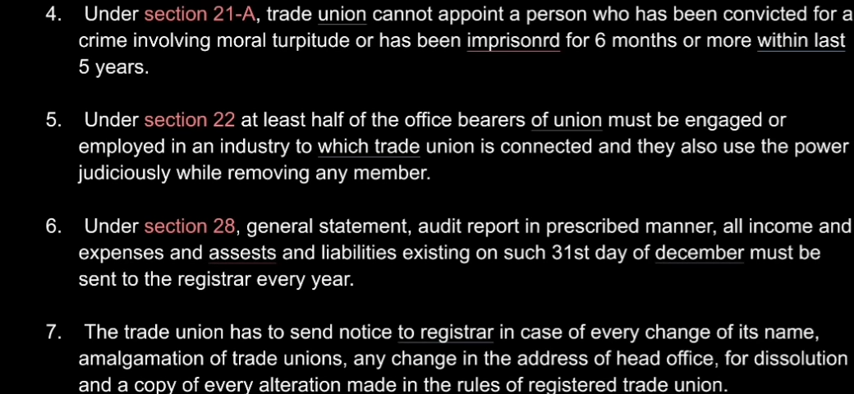 4. Under section 21-A, trade union cannot appoint a person who has been convicted for a
crime involving moral turpitude or has been imprisonrd for 6 months or more within last
5 years.
5. Under section 22 at least half of the office bearers of union must be engaged or
employed in an industry to which trade union is connected and they also use the power
judiciously while removing any member.
6. Under section 28, general statement, audit report in prescribed manner, all income and
expenses and assests and liabilities existing on such 31st day of december must be
sent to the registrar every year.
7. The trade union has to send notice to registrar in case of every change of its name,
amalgamation of trade unions, any change in the address of head office, for dissolution
and a copy of every alteration made in the rules of registered trade union.